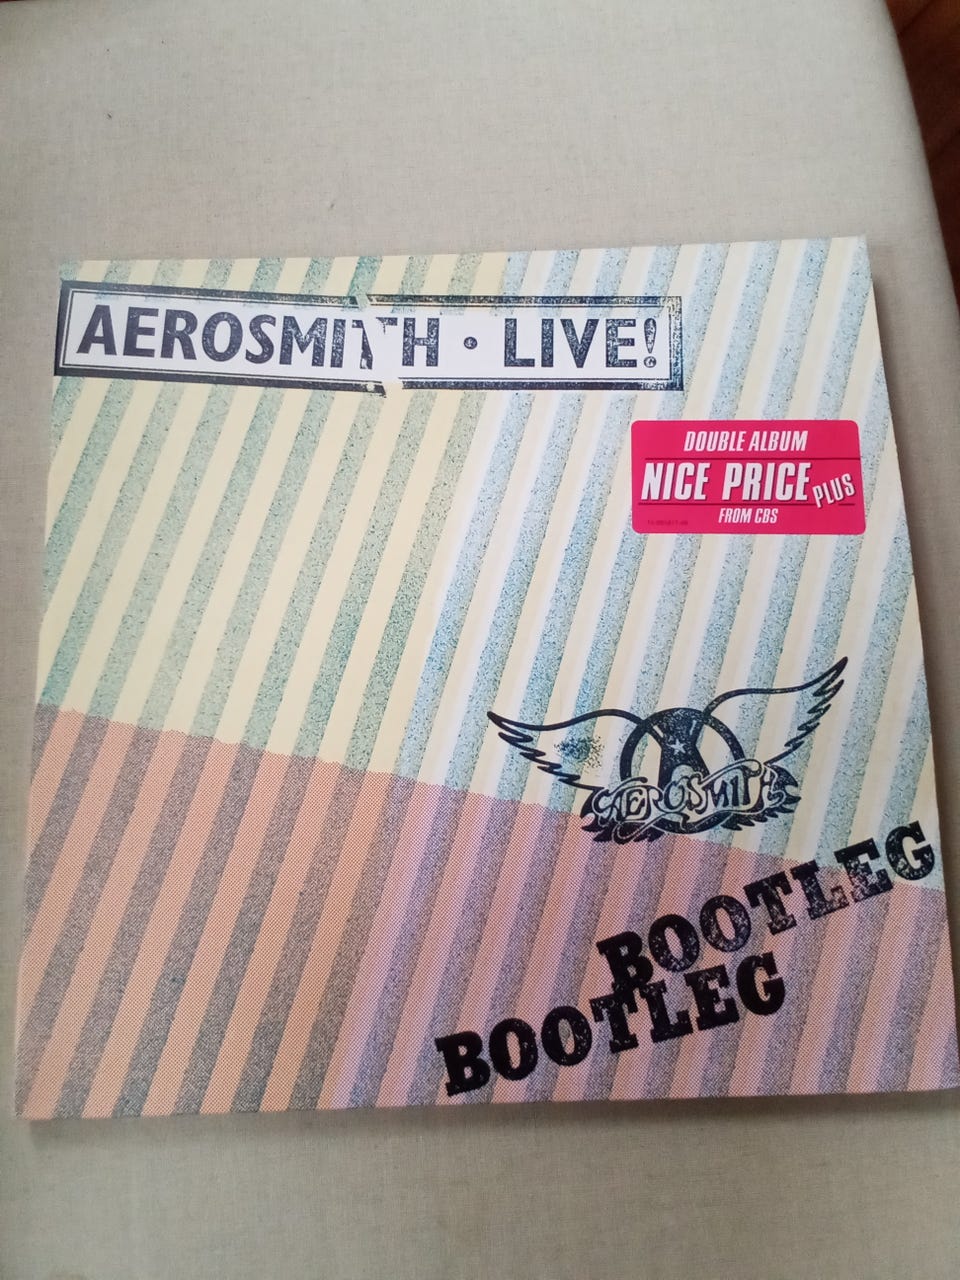 AEROSMITH • LIVE!
DOUBLE ALBUM
NICE PRICE PLUS
FROM CBS
AEROSMITH
BOOTLEG
BOOTLEG